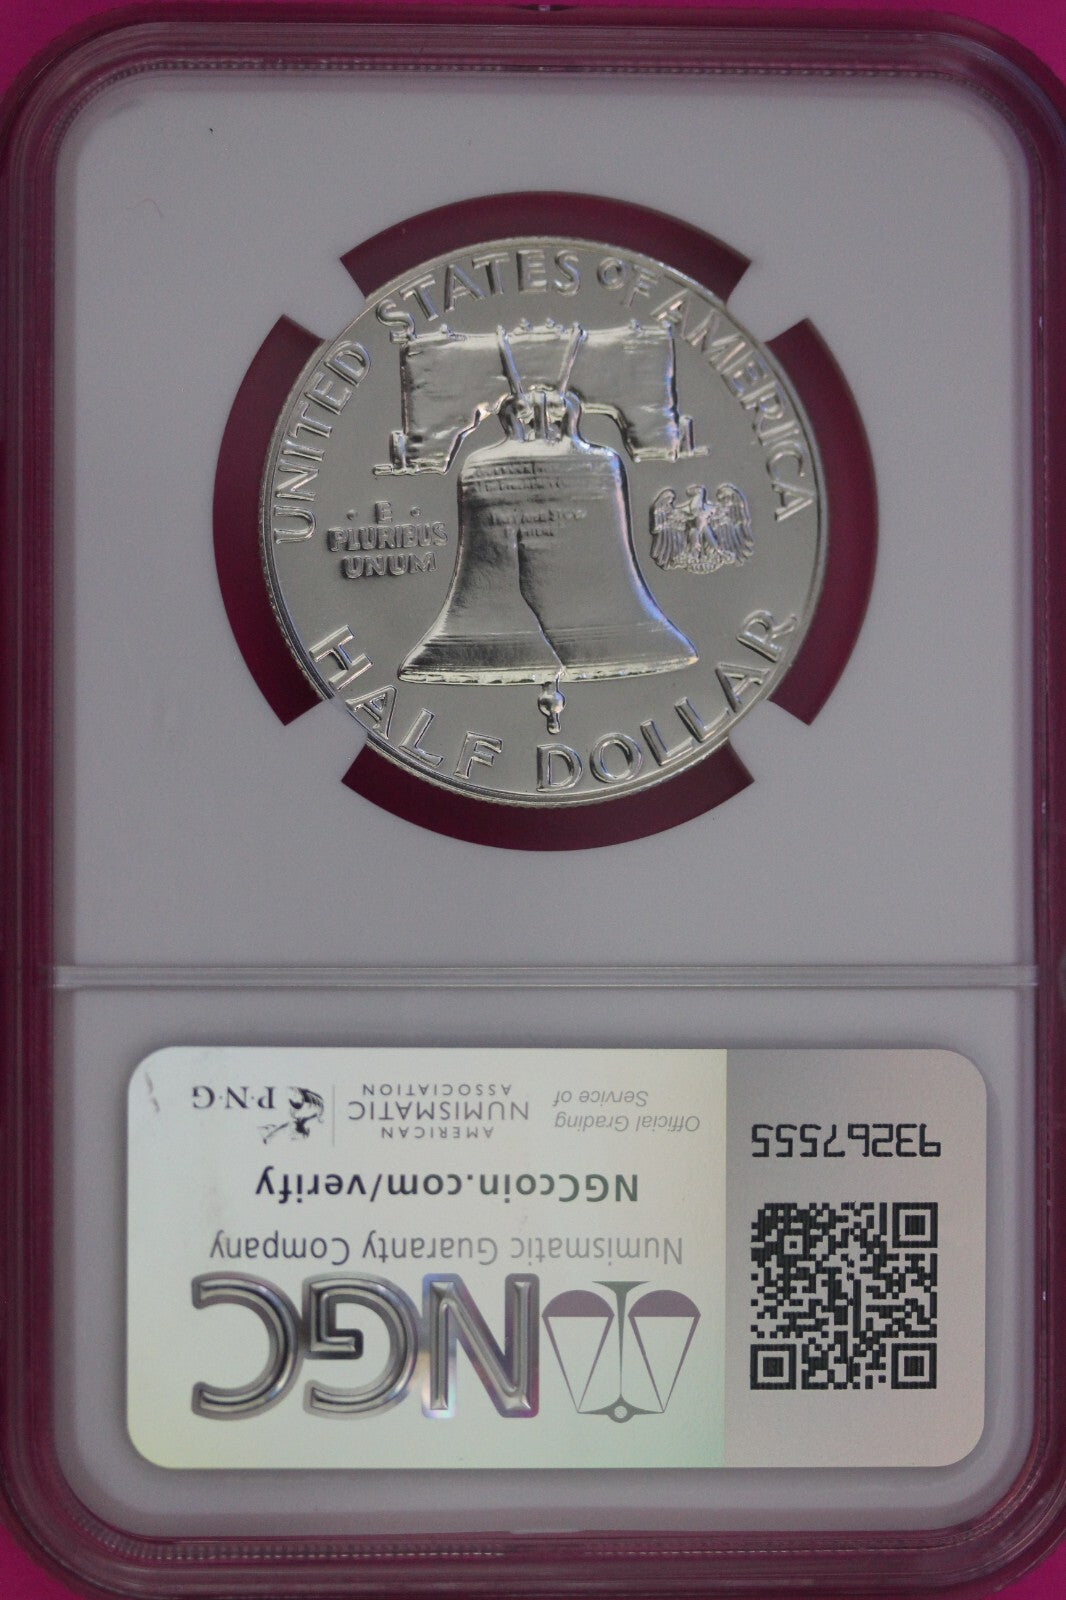 UNITED STATES OF AMERICA
· E ·
PLURIBUS
UNUM
HALF DOLLAR
NGC
Numismatic Guaranty Company
NGCcoin.com/verify
Official Grading
Service of
AMERICAN
NUMISMATIC
ASSOCIATION
P·N·G
93267555